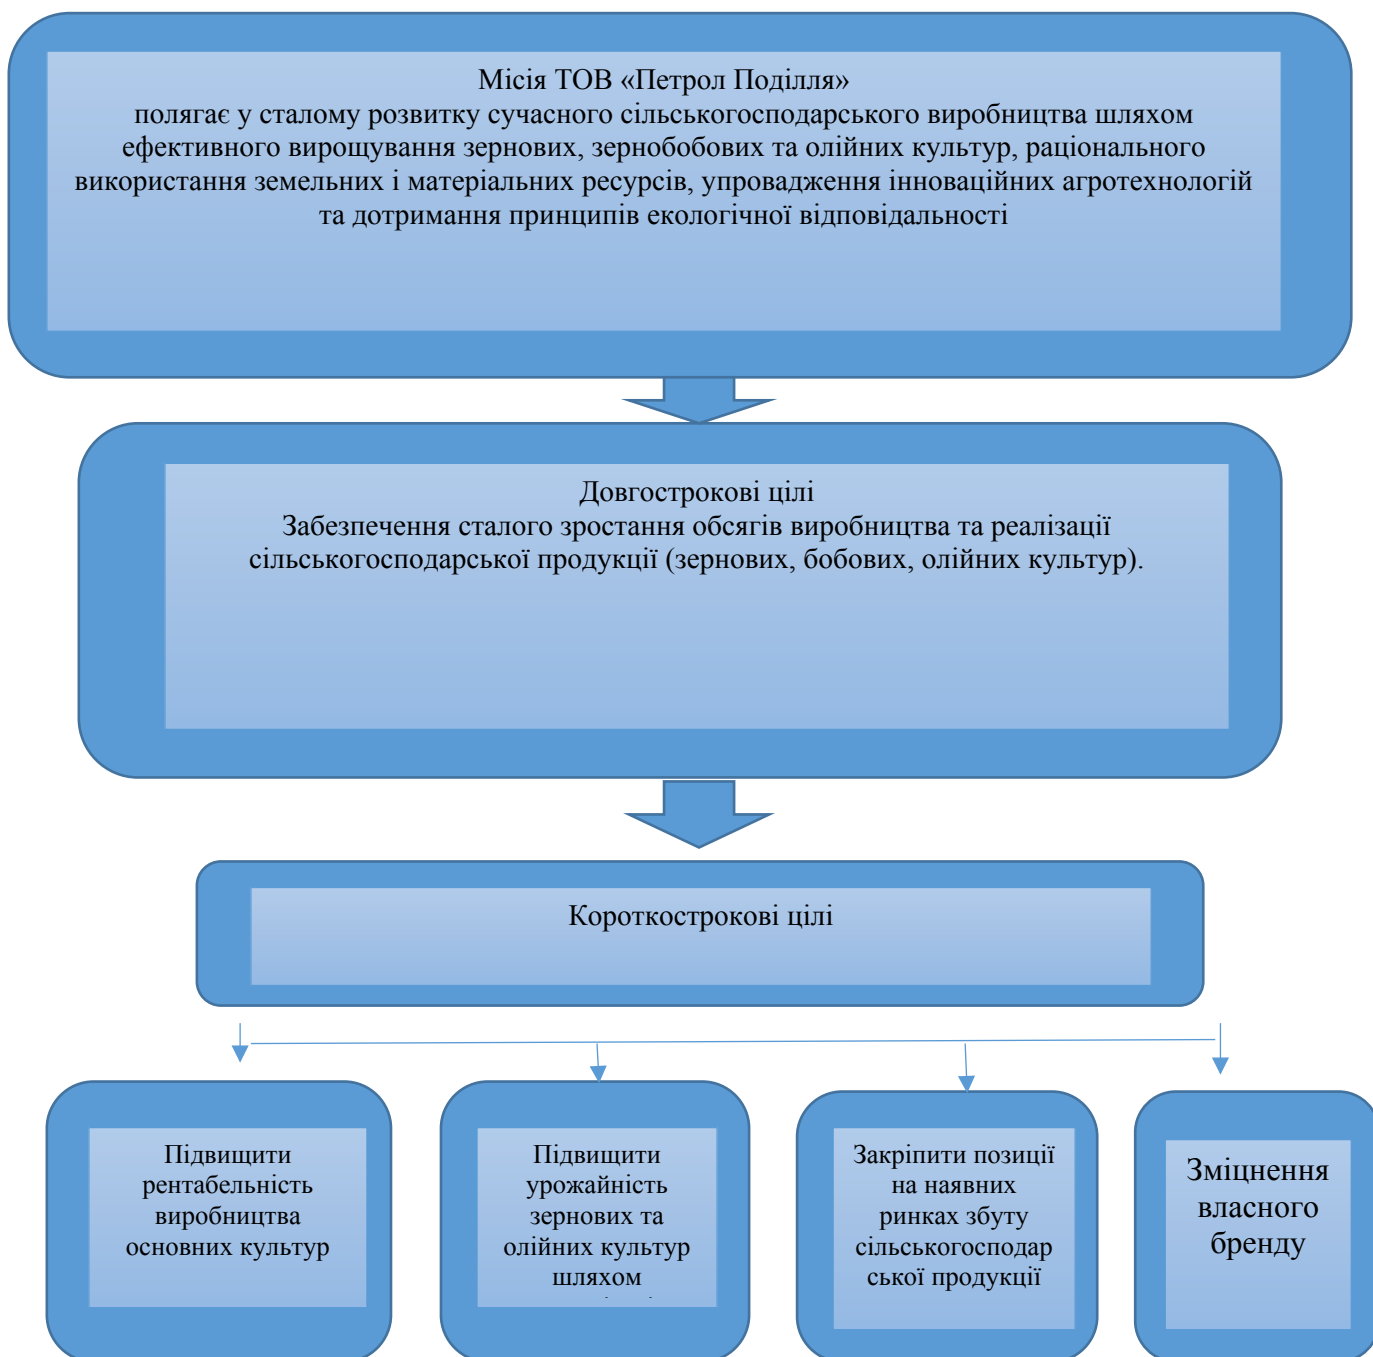 Місія ТОВ «Петрол Поділля»
полягає у сталому розвитку сучасного сільськогосподарського виробництва шляхом
ефективного вирощування зернових, зернобобових та олійних культур, раціонального
використання земельних і матеріальних ресурсів, упровадження інноваційних агротехнологій
та дотримання принципів екологічної відповідальності
Довгострокові цілі
Забезпечення сталого зростання обсягів виробництва та реалізації
сільськогосподарської продукції (зернових, бобових, олійних культур).
Короткострокові цілі
Підвищити
рентабельність
виробництва
основних культур
Підвищити
урожайність
зернових та
олійних культур
шляхом
Закріпити позиції
на наявних
ринках збуту
сільськогосподар
ської продукції
Зміцнення
власного
бренду